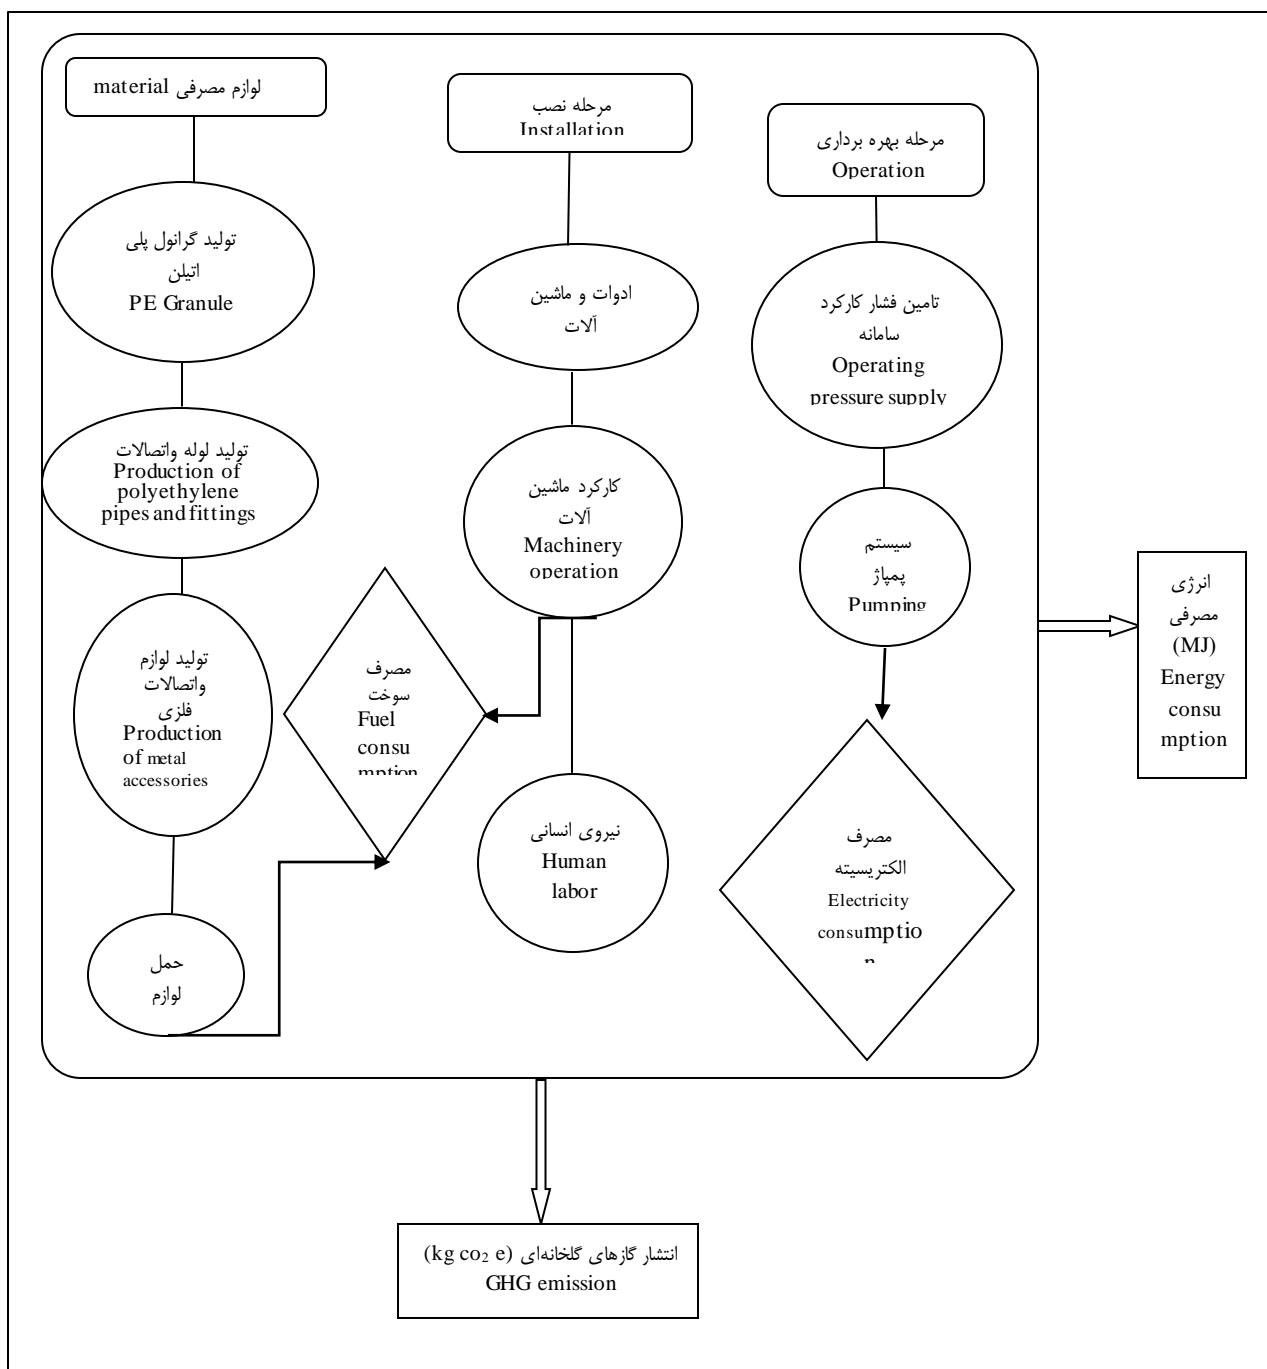 لوازم مصرفی material
تولید گرانول پلی
اتیلن
PE Granule
تولید لوله واتصالات
Production of
polyethylene
pipes and fittings
تولید لوازم
واتصالات
فلزی
Production
of metal
accessories
حمل
لوازم
مرحله نصب
Installation
ادوات و ماشین
آلات
کارکرد ماشین
آلات
Machinery
operation
مصرف
سوخت
Fuel
consu
mption
نیروی انسانی
Human
labor
مرحله بهره برداری
Operation
تامین فشار کارکرد
سامانه
Operating
pressure supply
سیستم
پمپاژ
Pumping
مصرف
الکتریسیته
Electricity
consumptio
n
انرژی
مصرفی
(MJ)
Energy
consu
mption
انتشار گازهای گلخانه‌ای (kg co₂ e)
GHG emission